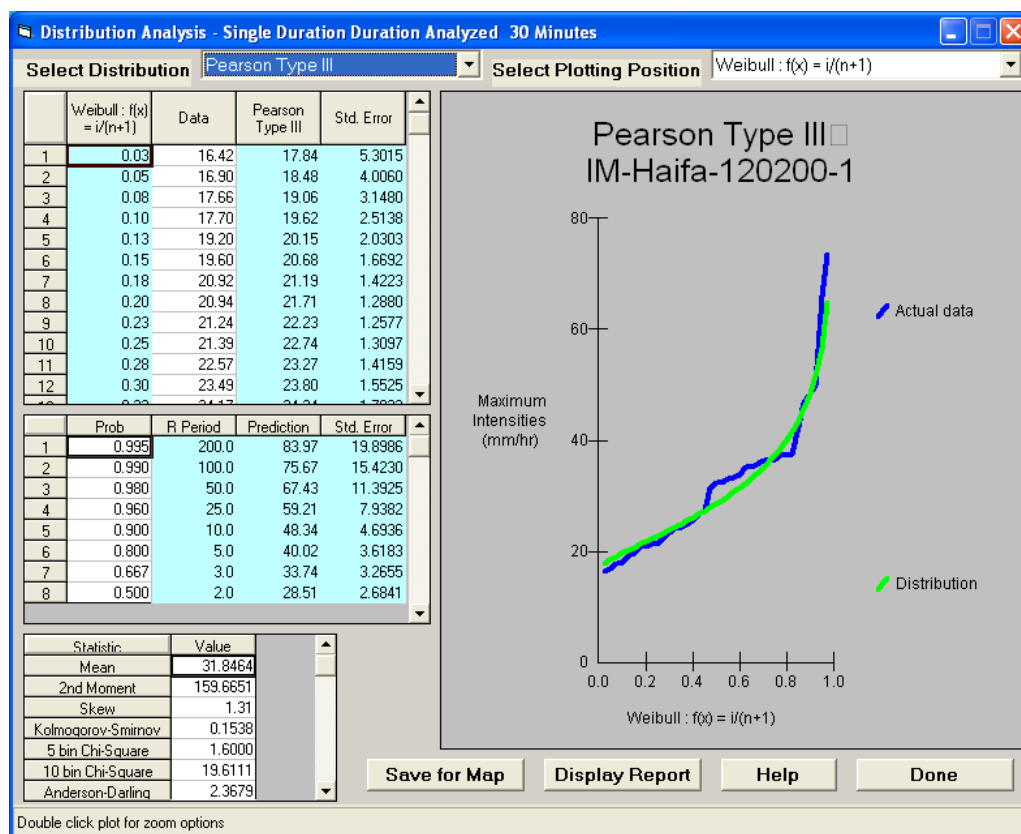 Distribution Analysis - Single Duration Duration Analyzed 30 Minutes
Select Distribution Pearson Type III Select Plotting Position Weibull : f(x) = i/(n+1)
Weibull : f(x) = i/(n+1) Data Pearson Type III Std. Error
1 0.03 16.42 17.84 5.3015
2 0.05 16.90 18.48 4.0060
3 0.08 17.66 19.06 3.1480
4 0.10 17.70 19.62 2.5138
5 0.13 19.20 20.15 2.0303
6 0.15 19.60 20.68 1.6692
7 0.18 20.92 21.19 1.4223
8 0.20 20.94 21.71 1.2880
9 0.23 21.24 22.23 1.2577
10 0.25 21.39 22.74 1.3097
11 0.28 22.57 23.27 1.4159
12 0.30 23.49 23.80 1.5525
Prob R Period Prediction Std. Error
1 0.995 200.0 83.97 19.8986
2 0.990 100.0 75.67 15.4230
3 0.980 50.0 67.43 11.3925
4 0.960 25.0 59.21 7.9382
5 0.900 10.0 48.34 4.6936
6 0.800 5.0 40.02 3.6183
7 0.667 3.0 33.74 3.2655
8 0.500 2.0 28.51 2.6841
Statistic Value
Mean 31.8464
2nd Moment 159.6651
Skew 1.31
Kolmogorov-Smirnov 0.1538
5 bin Chi-Square 1.6000
10 bin Chi-Square 19.6111
Anderson-Darling 2.3679
Pearson Type III
IM-Haifa-120200-1
80
60
40
20
0
Maximum
Intensities
(mm/hr)
Actual data
Distribution
0.0 0.2 0.4 0.6 0.8 1.0
Weibull : f(x) = i/(n+1)
Save for Map Display Report Help Done
Double click plot for zoom options